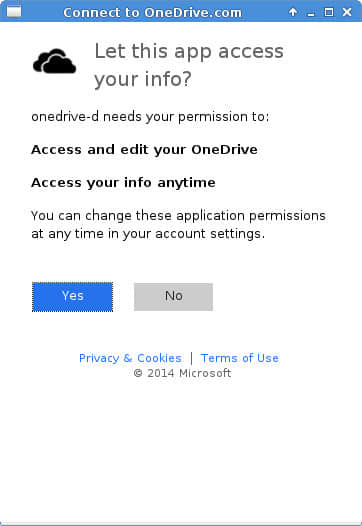 Connect to OneDrive.com
Let this app access
your info?
onedrive-d needs your permission to:
Access and edit your OneDrive
Access your info anytime
You can change these application permissions
at any time in your account settings.
Yes No
Privacy & Cookies | Terms of Use
© 2014 Microsoft